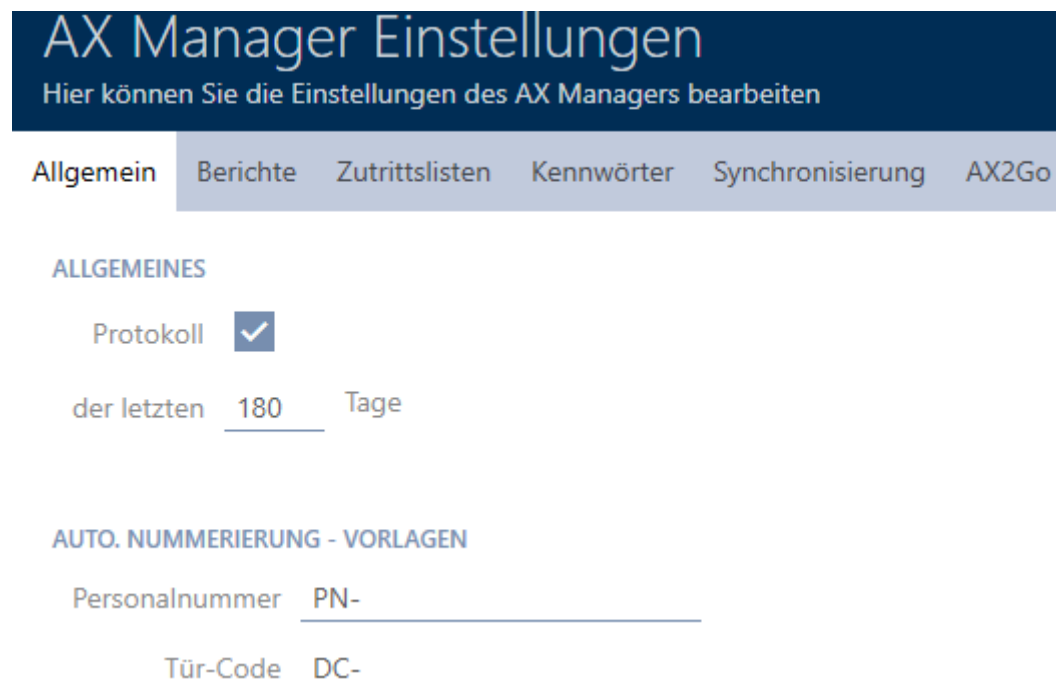 AX Manager Einstellungen
Hier können Sie die Einstellungen des AX Managers bearbeiten
Allgemein Berichte Zutrittslisten Kennwörter Synchronisierung AX2Go
ALLGEMEINES
Protokoll
der letzten 180 Tage
AUTO. NUMMERIERUNG - VORLAGEN
Personalnummer PN-
Tür-Code DC-